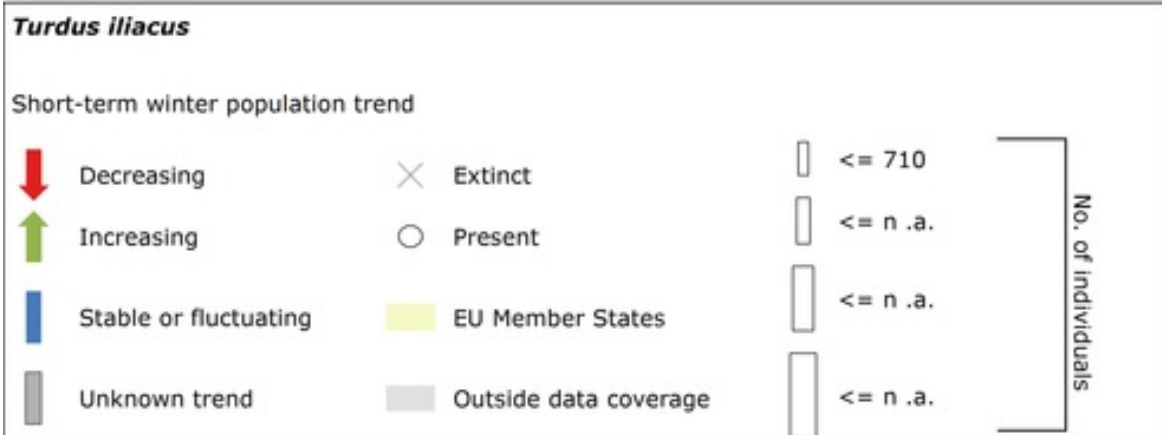 Turdus iliacus
Short-term winter population trend
Decreasing
Increasing
Stable or fluctuating
Unknown trend
Extinct
Present
EU Member States
Outside data coverage
<= 710
<= n .a.
<= n .a.
<= n .a.
No. of individuals